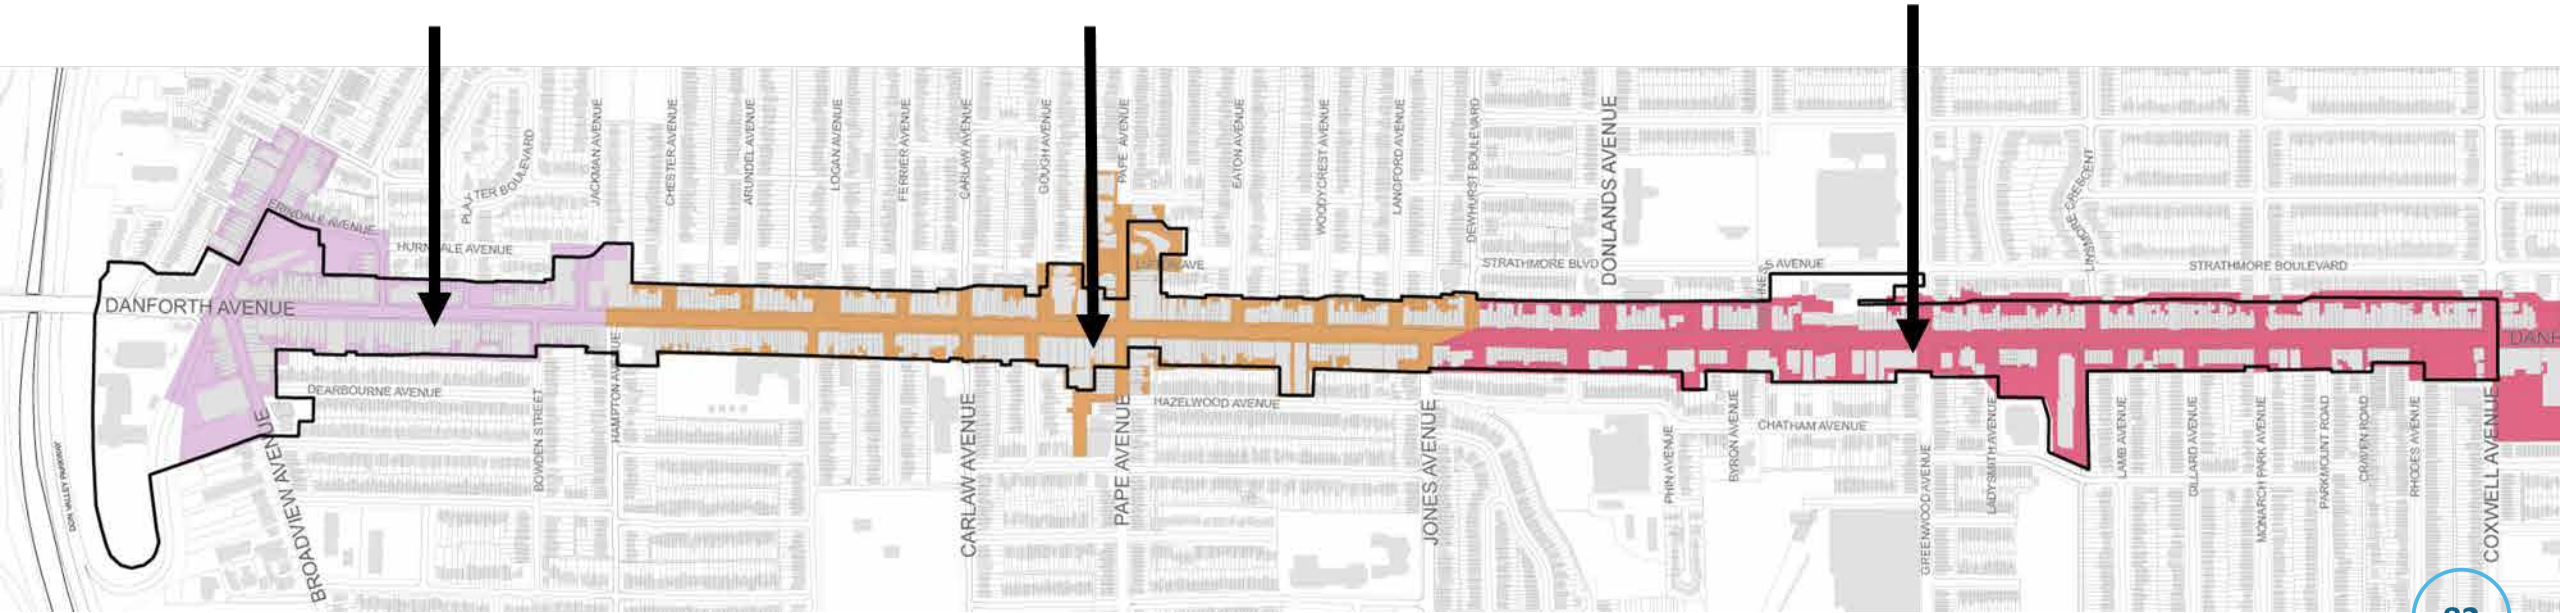 JACKMAN AVENUE
CHESTER AVENUE
ARUNDEL AVENUE
LOGAN AVENUE
FERRIER AVENUE
CARLAW AVENUE
GOUGH AVENUE
PAPE AVENUE
EATON AVENUE
WOODYCREST AVENUE
LANGFORD AVENUE
DEWHURST BOULEVARD
DONLANDS AVENUE
LINSMORE CRESCENT
TER BOULEVARD
ERINDALE AVENUE
HURNDALE AVENUE
AVE
STRATHMORE BLVD
S AVENUE
STRATHMORE BOULEVARD
DANFORTH AVENUE
DANF
DEARBOURNE AVENUE
HAZELWOOD AVENUE
CHATHAM AVENUE
DON VALLEY PARKWAY
BROADVIEW AVENUE
BOWDEN STREET
HAMPTON AVENUE
CARLAW AVENUE
PAPE AVENUE
JONES AVENUE
PHIN AVENUE
BYRON AVENUE
GREENWOOD AVENUE
LADYSMITH AVENUE
LAMB AVENUE
GILLARD AVENUE
MONARCH PARK AVENUE
PARKMOUNT ROAD
CRAVEN ROAD
RHODES AVENUE
COXWELL AVENUE